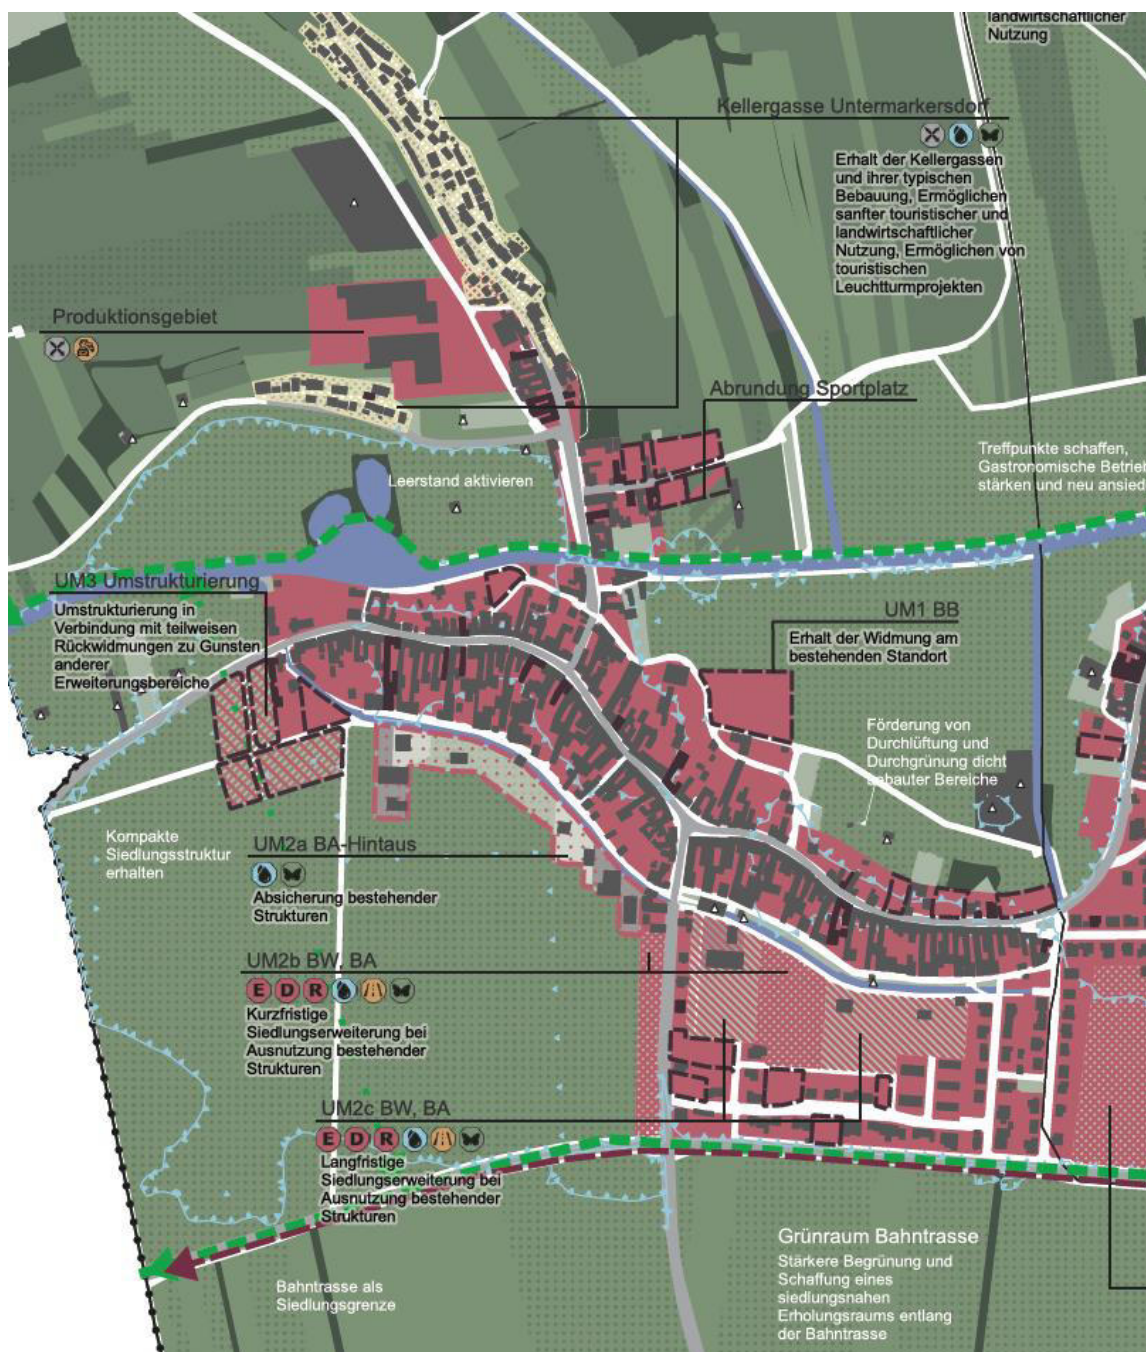 landwirtschaftlicher
Nutzung
Kellergasse Untermarkersdorf
Erhalt der Kellergassen
und ihrer typischen
Bebauung, Ermöglichen
sanfter touristischer und
landwirtschaftlicher
Nutzung, Ermöglichen von
touristischen
Leuchtturmprojekten
Produktionsgebiet
Abrundung Sportplatz
Treffpunkte schaffen,
Gastronomische Betriel
stärken und neu ansied
Leerstand aktivieren
UM3 Umstrukturierung
Umstrukturierung in
Verbindung mit teilweisen
Rückwidmungen zu Gunsten
anderer
Erweiterungsbereiche
UM1 BB
Erhalt der Widmung am
bestehenden Standort
Förderung von
Durchlüftung und
Durchgrünung dicht
gebauter Bereiche
Kompakte
Siedlungsstruktur
erhalten
UM2a BA-Hintaus
Absicherung bestehender
Strukturen
UM2b BW, BA
E D R
Kurzfristige
Siedlungserweiterung bei
Ausnutzung bestehender
Strukturen
UM2c BW, BA
E D R
Langfristige
Siedlungserweiterung bei
Ausnutzung bestehender
Strukturen
Grünraum Bahntrasse
Stärkere Begrünung und
Schaffung eines
siedlungsnahen
Erholungsraums entlang
der Bahntrasse
Bahntrasse als
Siedlungsgrenze